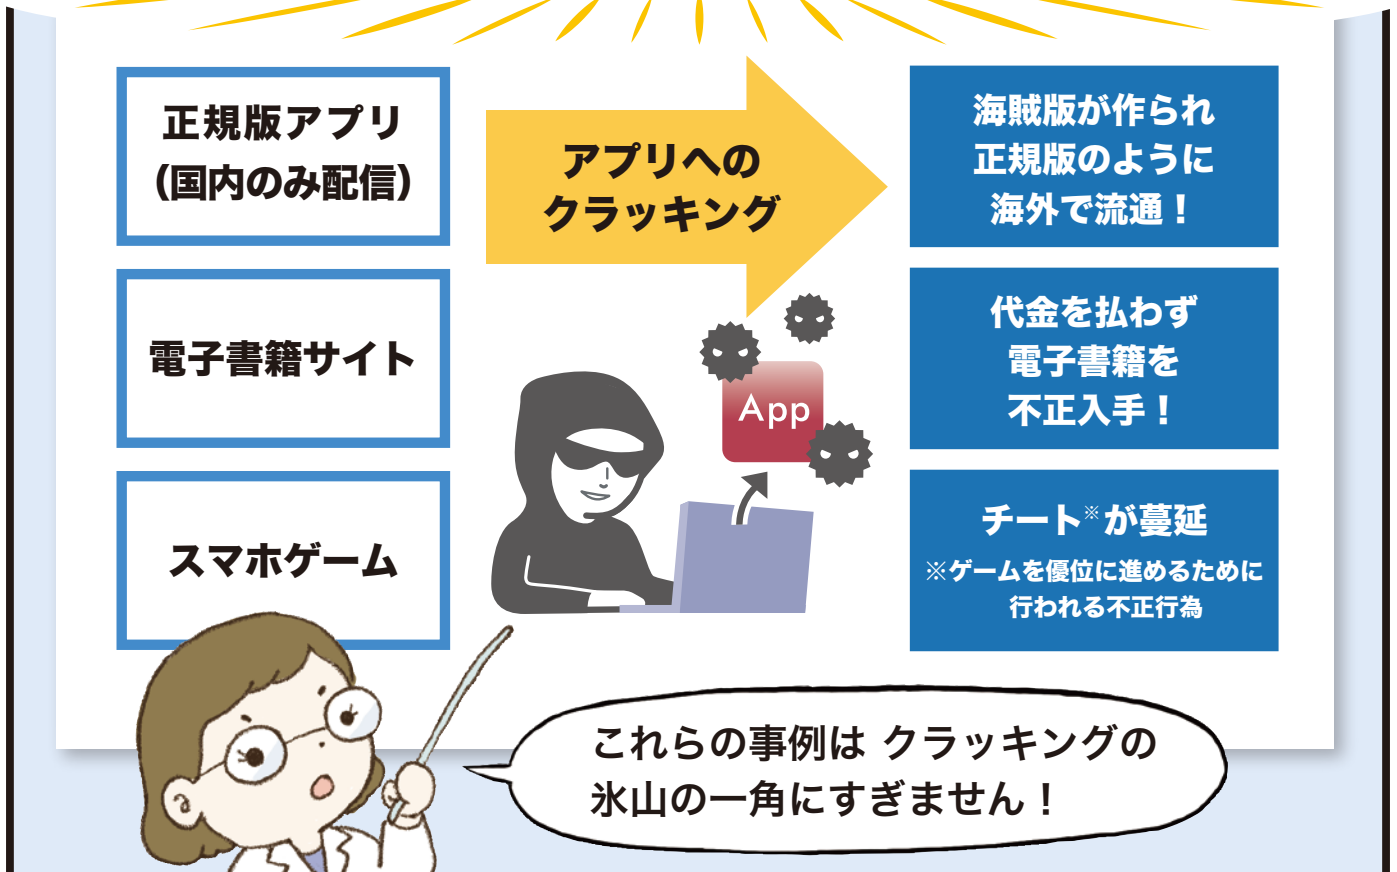 正規版アプリ
（国内のみ配信）
アプリへの
クラッキング
海賊版が作られ
正規版のように
海外で流通！
電子書籍サイト
代金を払わず
電子書籍を
不正入手！
App
スマホゲーム
チート※が蔓延
※ゲームを優位に進めるために
行われる不正行為
これらの事例は クラッキングの
氷山の一角にすぎません！